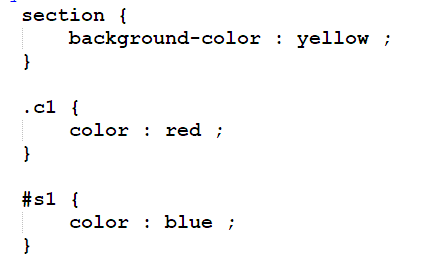 section {
background-color : yellow ;
}
.c1 {
color : red ;
}
#s1 {
color : blue ;
}